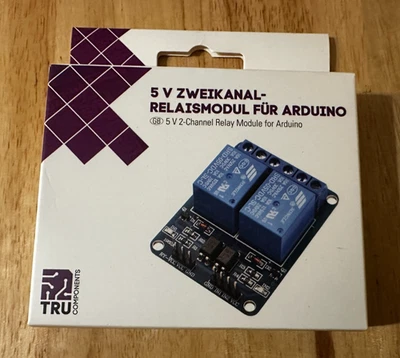 5 V ZWEIKANAL-
RELAISMODUL FÜR ARDUINO
GB 5 V 2-Channel Relay Module for Arduino
TRU
COMPONENTS